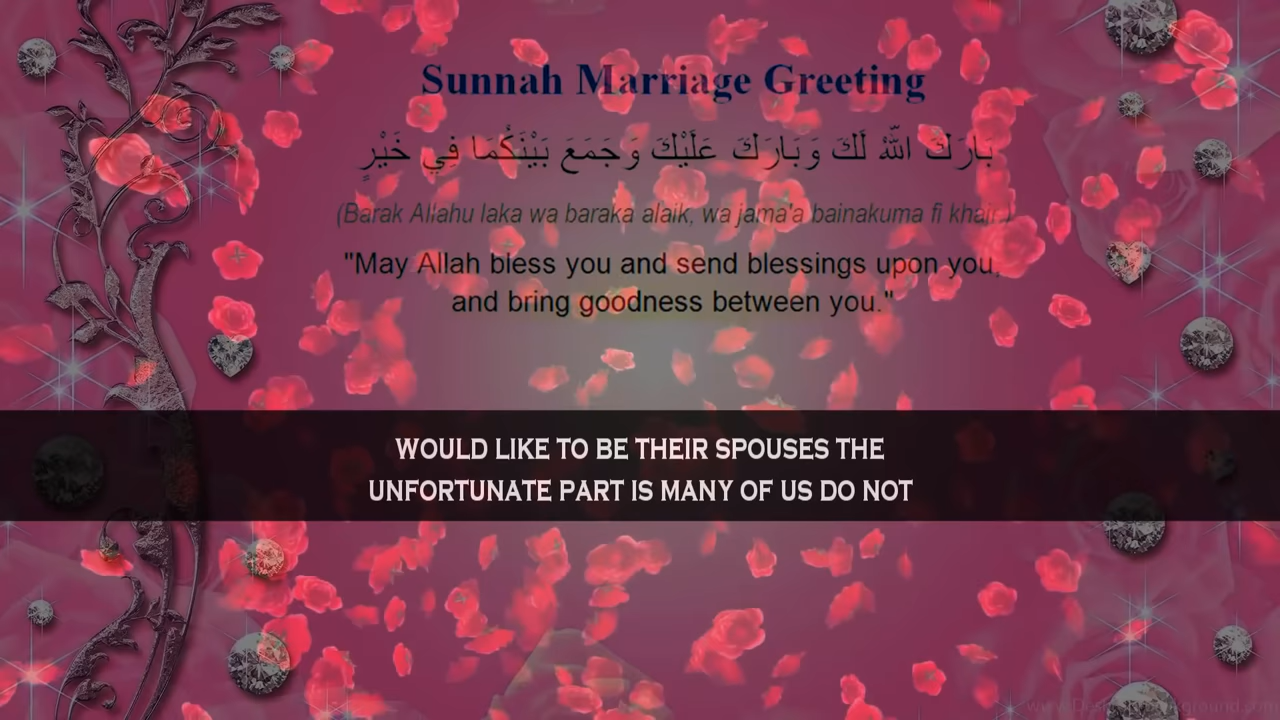 Sunnah Marriage Greeting
بَارَكَ اللهُ لَكَ وَبَارَكَ عَلَيْكَ وَجَمَعَ بَيْنَكُمَا فِي خَيْرٍ
(Barak Allahu laka wa baraka alaik, wa jama'a bainakuma fi khair.)
"May Allah bless you and send blessings upon you,
and bring goodness between you."
WOULD LIKE TO BE THEIR SPOUSES THE
UNFORTUNATE PART IS MANY OF US DO NOT